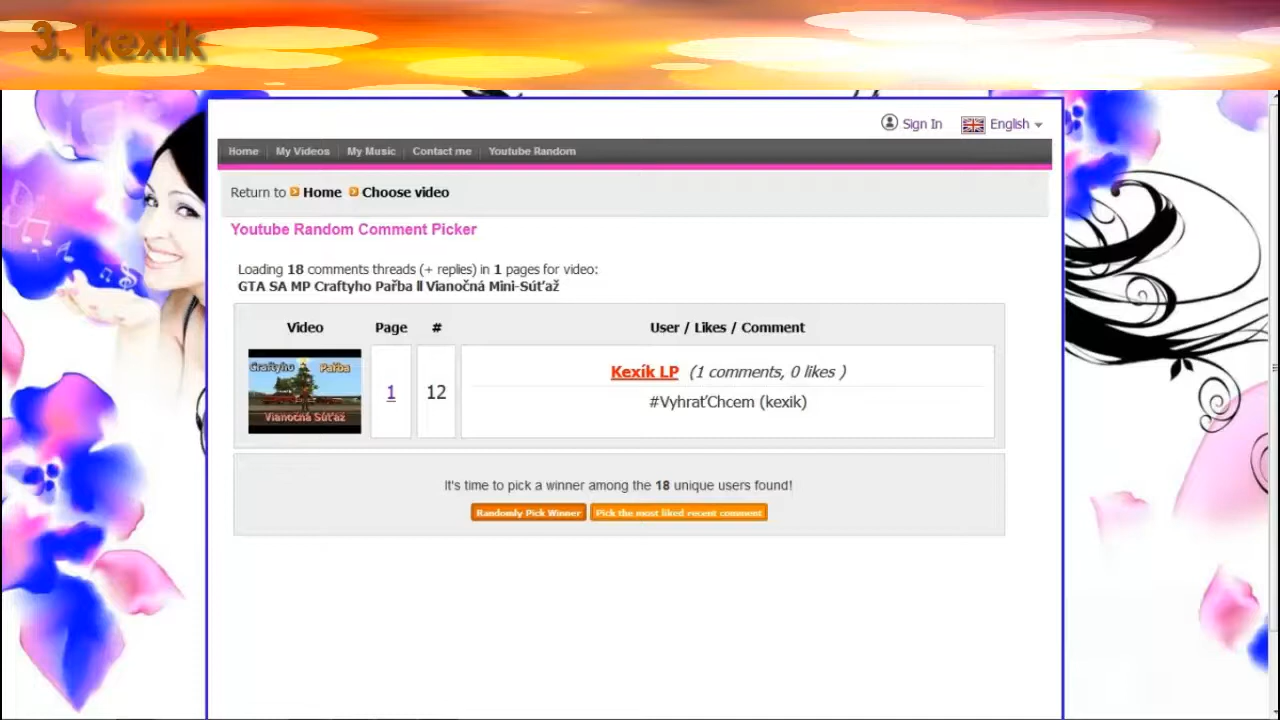 3. kexik
Sign In English
Home My Videos My Music Contact me Youtube Random
Return to Home Choose video
Youtube Random Comment Picker
Loading 18 comments threads (+ replies) in 1 pages for video:
GTA SA MP Craftyho Pařba II Vianočná Mini-Súťaž
Video Page # User / Likes / Comment
Craftyho Pařba
Vianočná Súťaž
1 12
Kexík LP (1 comments, 0 likes )
#VyhraťChcem (kexik)
It's time to pick a winner among the 18 unique users found!
Randomly Pick Winner Pick the most liked recent comment